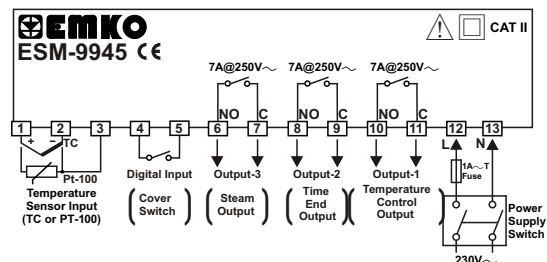 EMKO
CAT II
ESM-9945 CE
7A@250V~ 7A@250V~ 7A@250V~
NO C NO C NO C
1 2 3 4 5 6 7 8 9 10 11 12 13
+ - TC
L N
Pt-100
1A~T
Fuse
Temperature
Sensor Input
(TC or PT-100)
Digital Input
(Cover
Switch)
Output-3
(Steam
Output)
Output-2
(Time
End
Output)
Output-1
(Temperature
Control
Output)
Power
Supply
Switch
230V~